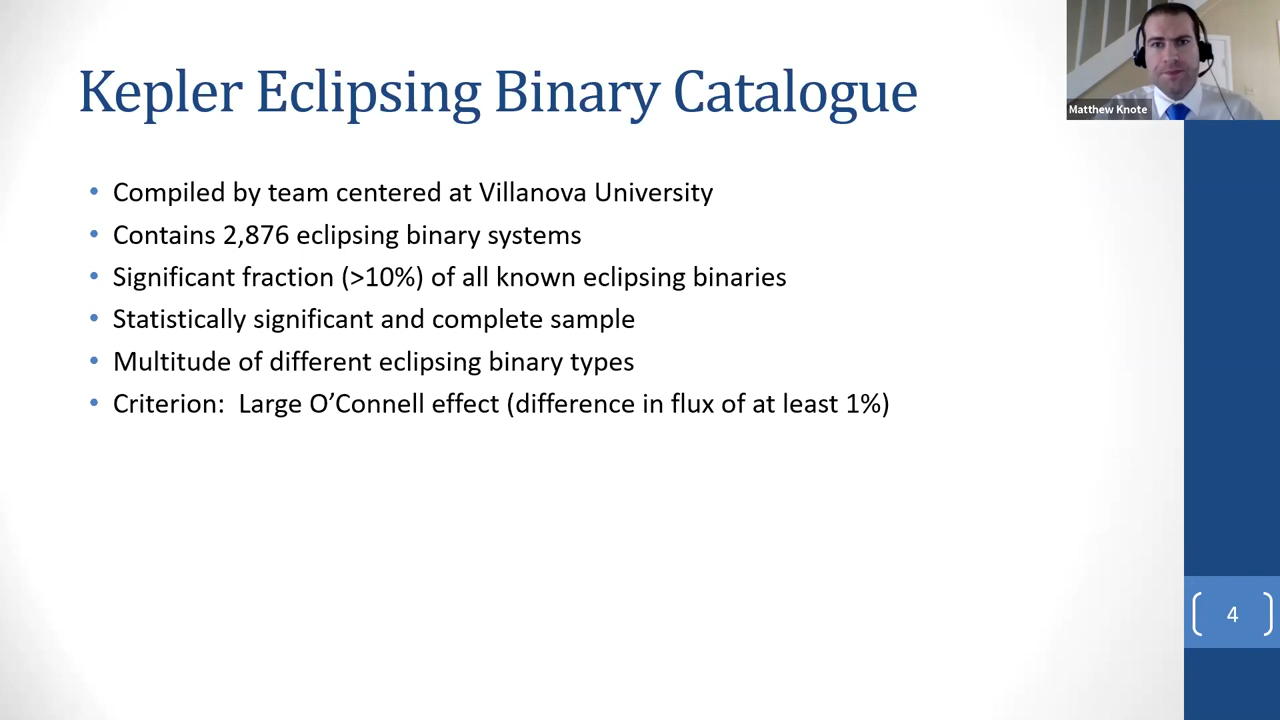 Kepler Eclipsing Binary Catalogue
Matthew Knote
• Compiled by team centered at Villanova University
• Contains 2,876 eclipsing binary systems
• Significant fraction (>10%) of all known eclipsing binaries
• Statistically significant and complete sample
• Multitude of different eclipsing binary types
• Criterion:  Large O’Connell effect (difference in flux of at least 1%)
4